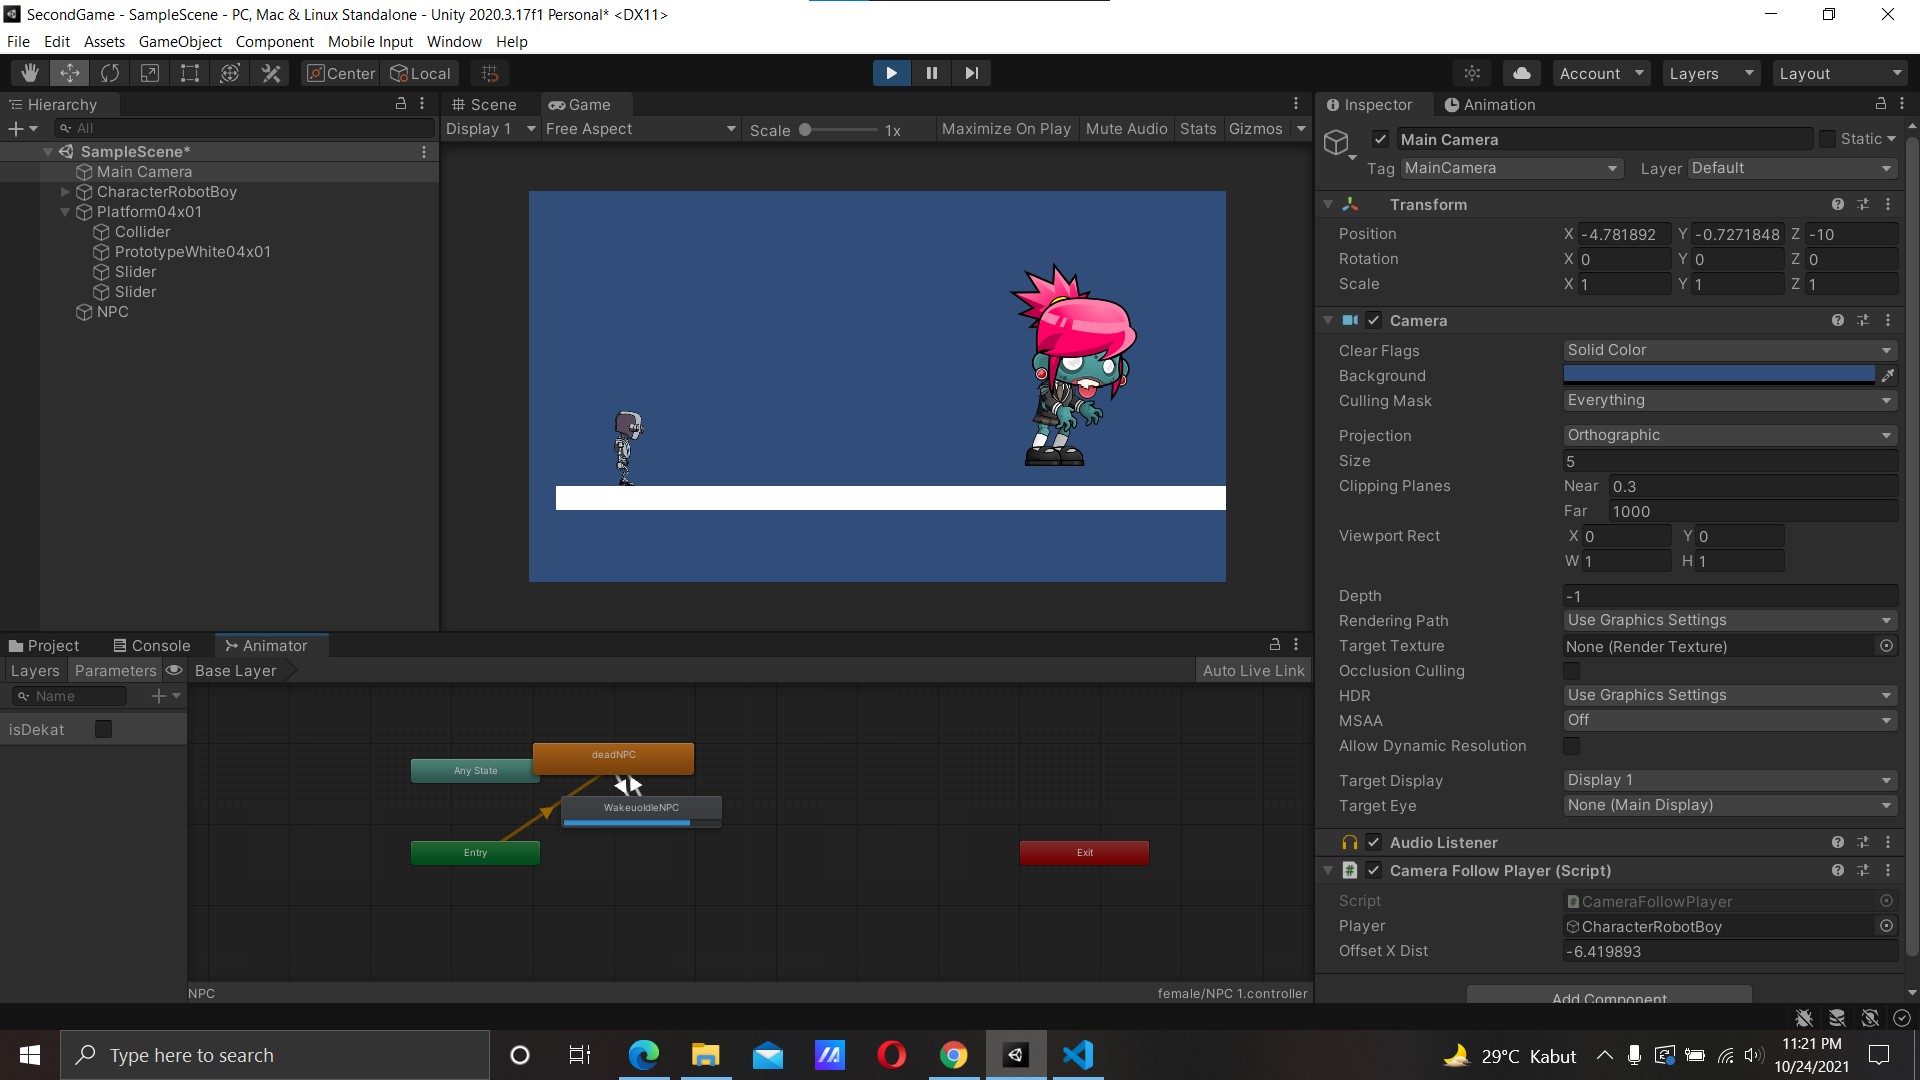 SecondGame - SampleScene - PC, Mac & Linux Standalone - Unity 2020.3.17f1 Personal* <DX11>
File Edit Assets GameObject Component Mobile Input Window Help
Center Local Account Layers Layout
Hierarchy
All
SampleScene*
Main Camera
CharacterRobotBoy
Platform04x01
Collider
PrototypeWhite04x01
Slider
Slider
NPC
Scene Game
Display 1 Free Aspect Scale 1x Maximize On Play Mute Audio Stats Gizmos
Inspector Animation
Main Camera Static
Tag MainCamera Layer Default
Transform
Position X -4.781892 Y -0.7271848 Z -10
Rotation X 0 Y 0 Z 0
Scale X 1 Y 1 Z 1
Camera
Clear Flags Solid Color
Background
Culling Mask Everything
Projection Orthographic
Size 5
Clipping Planes Near 0.3
Far 1000
Viewport Rect X 0 Y 0
W 1 H 1
Depth -1
Rendering Path Use Graphics Settings
Target Texture None (Render Texture)
Occlusion Culling
HDR Use Graphics Settings
MSAA Off
Allow Dynamic Resolution
Target Display Display 1
Target Eye None (Main Display)
Audio Listener
Camera Follow Player (Script)
Script CameraFollowPlayer
Player CharacterRobotBoy
Offset X Dist -6.419893
Add Component
Project Console Animator
Layers Parameters Base Layer Auto Live Link
Name
isDekat
deadNPC
Any State
WakeuoIdleNPC
Entry
Exit
NPC female/NPC 1.controller
Type here to search
29°C Kabut
11:21 PM
10/24/2021